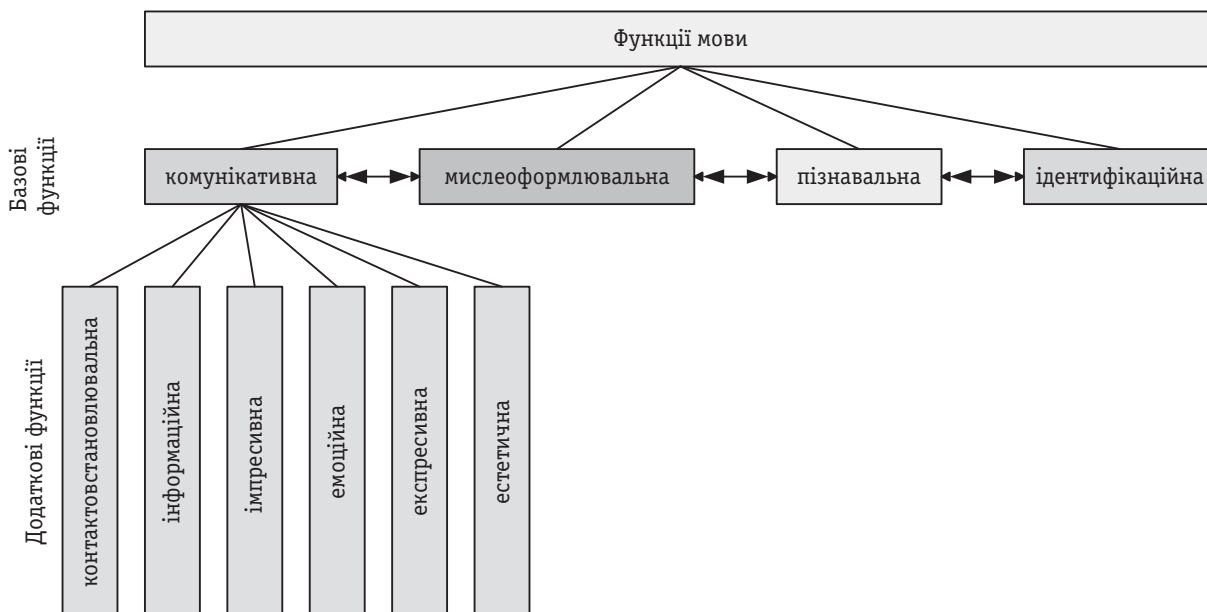 Функції мови
Базові
функції
комунікативна
мислеоформлювальна
пізнавальна
ідентифікаційна
Додаткові функції
контактовстановлювальна
інформаційна
імпресивна
емоційна
експресивна
естетична